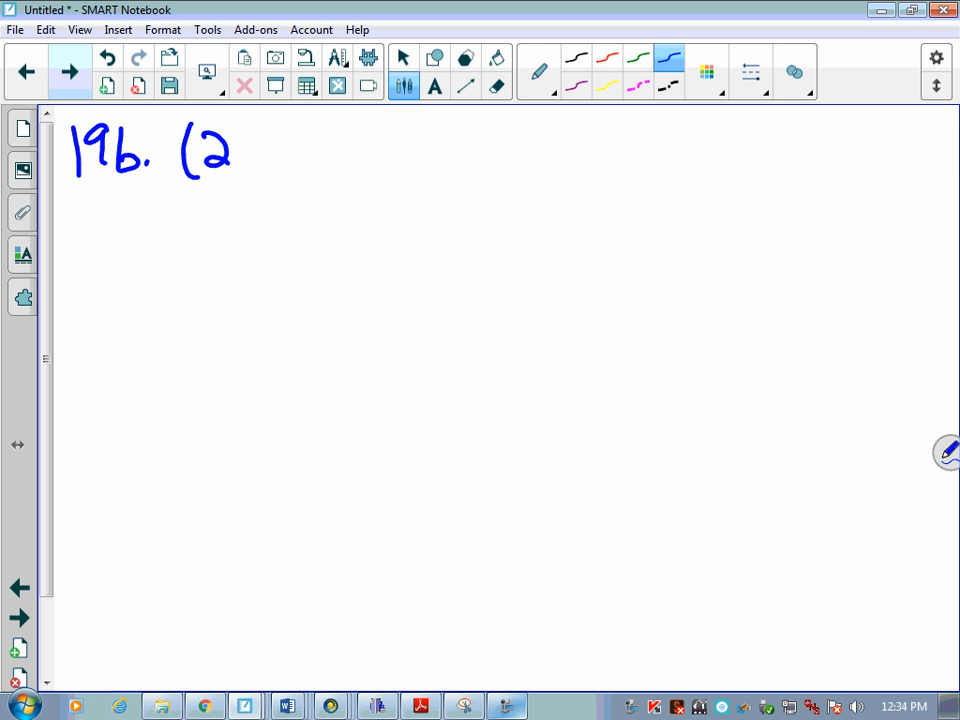 Untitled * - SMART Notebook
File Edit View Insert Format Tools Add-ons Account Help
19b. (2
12:34 PM